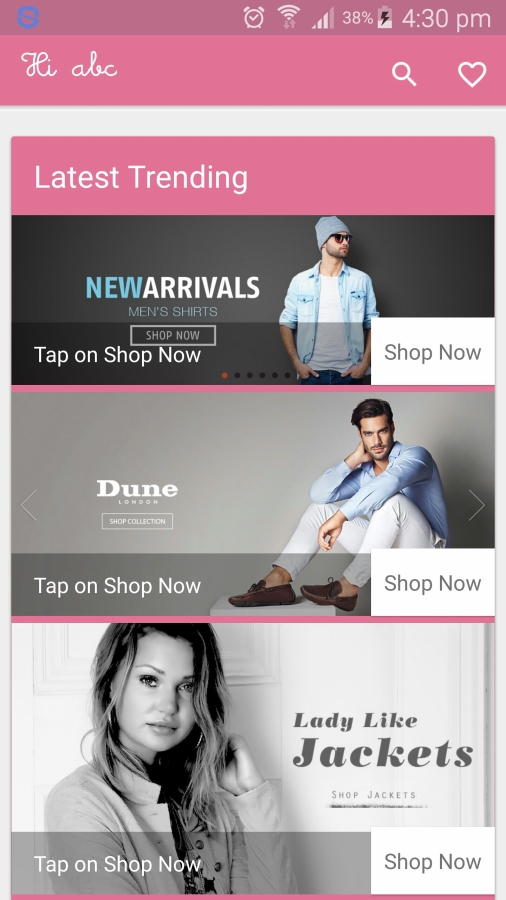 38% 4:30 pm
Hi abc
Latest Trending
NEWARRIVALS
MEN'S SHIRTS
SHOP NOW
Tap on Shop Now
Shop Now
Dune
LONDON
SHOP COLLECTION
Tap on Shop Now
Shop Now
Lady Like
Jackets
Shop Jackets
Tap on Shop Now
Shop Now